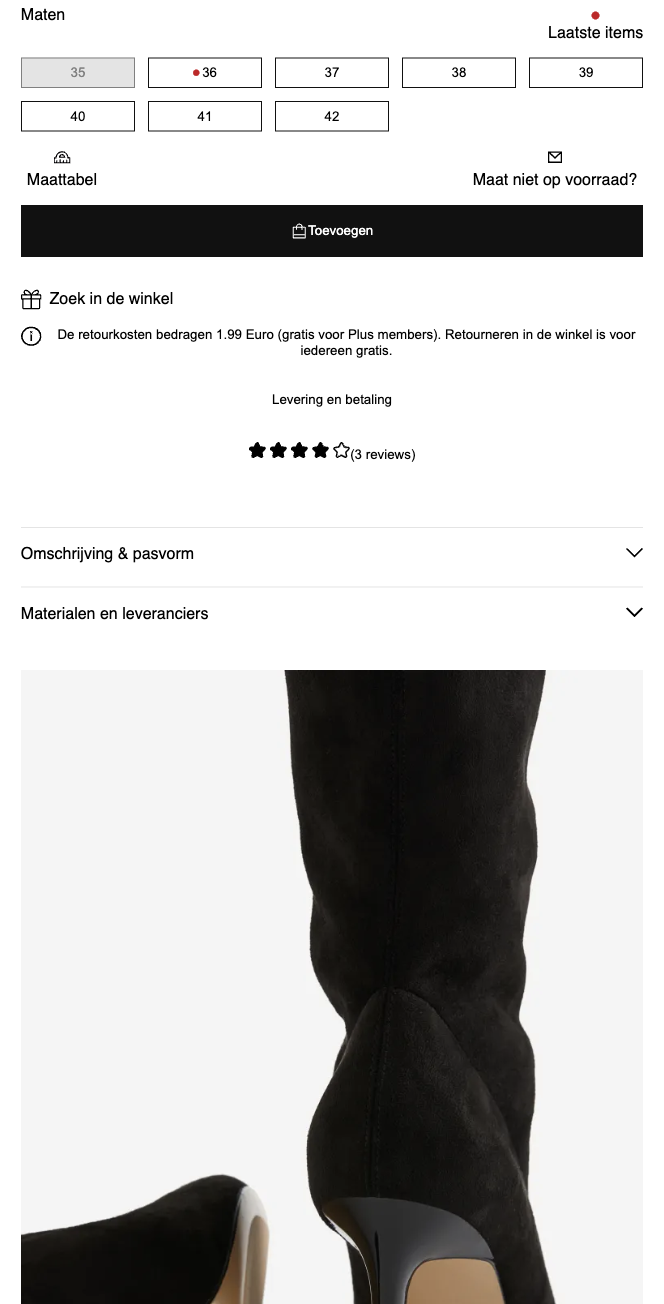 Maten
Laatste items
35
36
37
38
39
40
41
42
Maattabel
Maat niet op voorraad?
Toevoegen
Zoek in de winkel
De retourkosten bedragen 1.99 Euro (gratis voor Plus members). Retourneren in de winkel is voor
iedereen gratis.
Levering en betaling
(3 reviews)
Omschrijving & pasvorm
Materialen en leveranciers